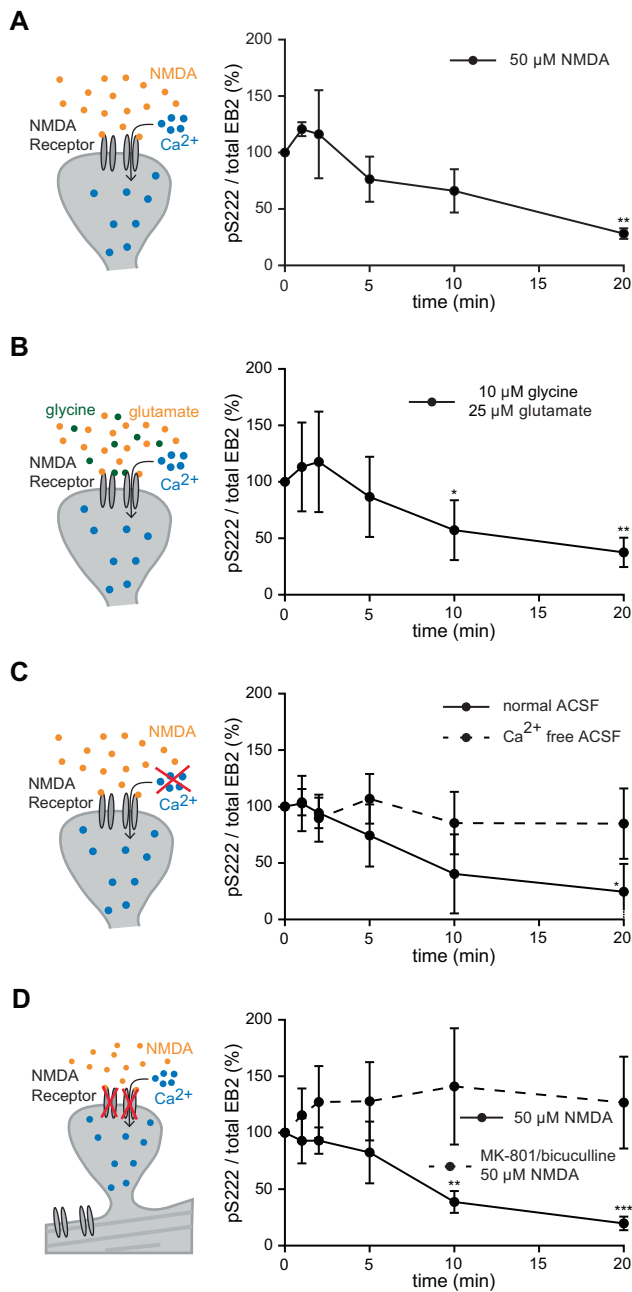 A
NMDA
NMDA
Receptor
Ca2+
pS222 / total EB2 (%)
200
150
100
50
0
50 µM NMDA
**
0
5
10
15
20
time (min)
B
glycine
glutamate
NMDA
Receptor
Ca2+
pS222 / total EB2 (%)
200
150
100
50
0
10 µM glycine
25 µM glutamate
*
**
0
5
10
15
20
time (min)
C
NMDA
NMDA
Receptor
Ca2+
pS222 / total EB2 (%)
200
150
100
50
0
normal ACSF
Ca2+ free ACSF
*
0
5
10
15
20
time (min)
D
NMDA
NMDA
Receptor
Ca2+
pS222 / total EB2 (%)
200
150
100
50
0
50 µM NMDA
MK-801/bicuculline
50 µM NMDA
**
***
0
5
10
15
20
time (min)